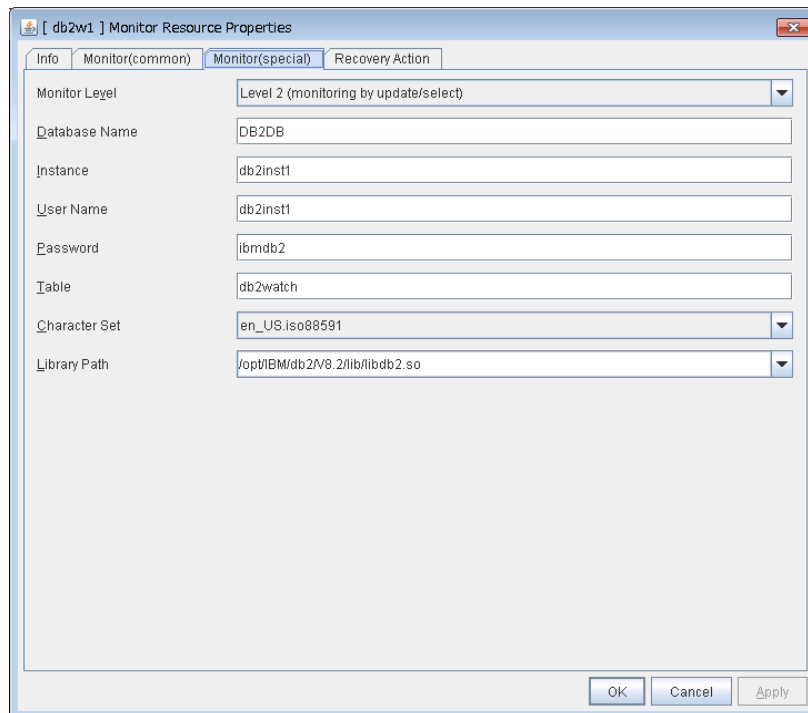 [ db2w1 ] Monitor Resource Properties
Info Monitor(common) Monitor(special) Recovery Action
Monitor Level Level 2 (monitoring by update/select)
Database Name DB2DB
Instance db2inst1
User Name db2inst1
Password ibmdb2
Table db2watch
Character Set en_US.iso88591
Library Path /opt/IBM/db2/V8.2/lib/libdb2.so
OK Cancel Apply